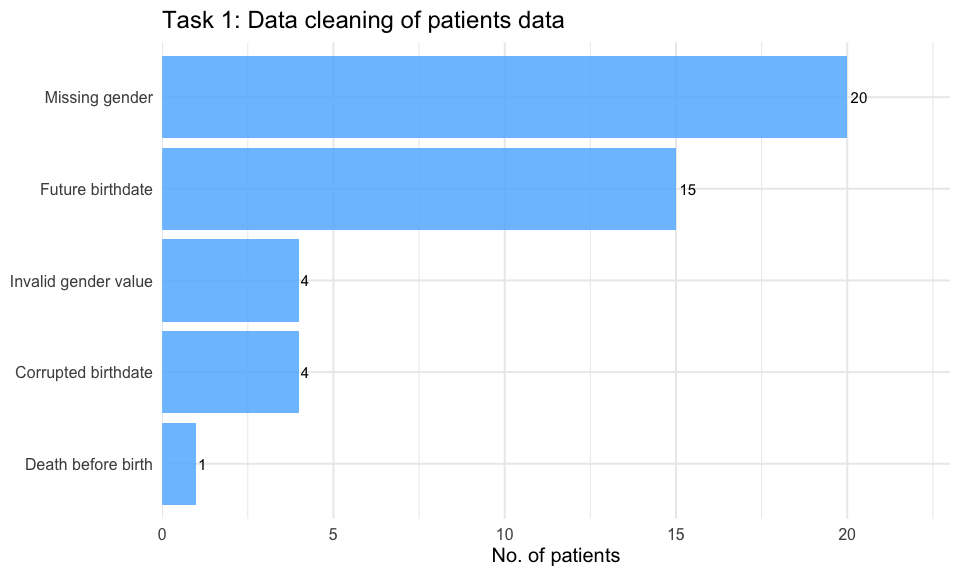 Task 1: Data cleaning of patients data
Missing gender
20
Future birthdate
15
Invalid gender value
4
Corrupted birthdate
4
Death before birth
1
0 5 10 15 20
No. of patients